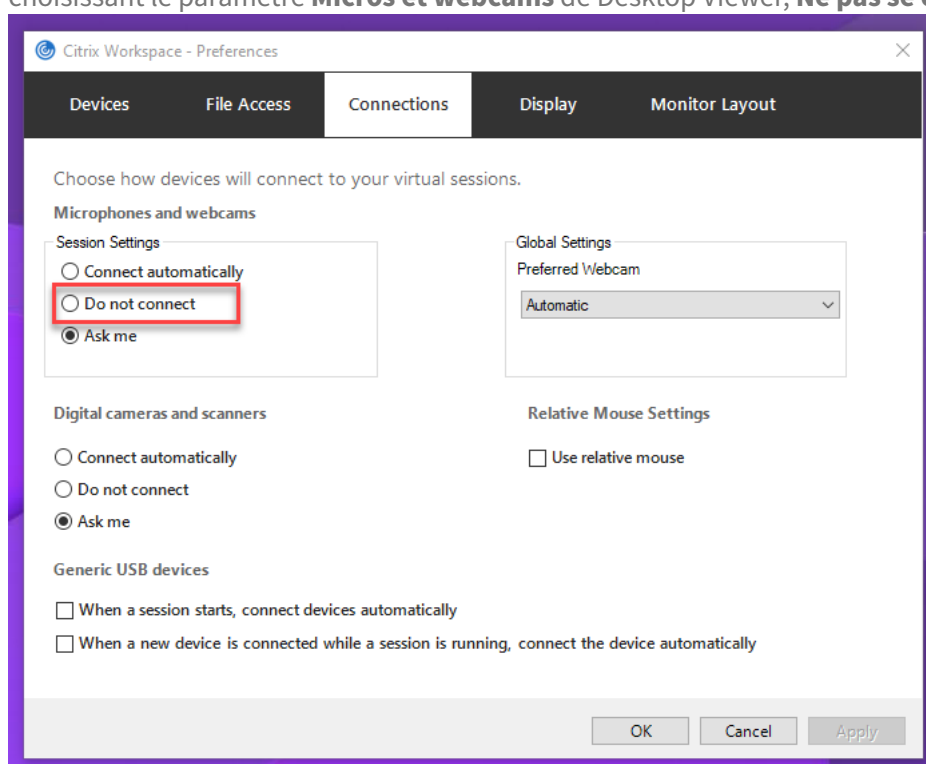 choisissant le paramètre Micros et webcams de Desktop Viewer, Ne pas se
Citrix Workspace - Preferences
Devices File Access Connections Display Monitor Layout
Choose how devices will connect to your virtual sessions.
Microphones and webcams
Session Settings
Connect automatically
Do not connect
Ask me
Global Settings
Preferred Webcam
Automatic
Digital cameras and scanners
Connect automatically
Do not connect
Ask me
Relative Mouse Settings
Use relative mouse
Generic USB devices
When a session starts, connect devices automatically
When a new device is connected while a session is running, connect the device automatically
OK Cancel Apply